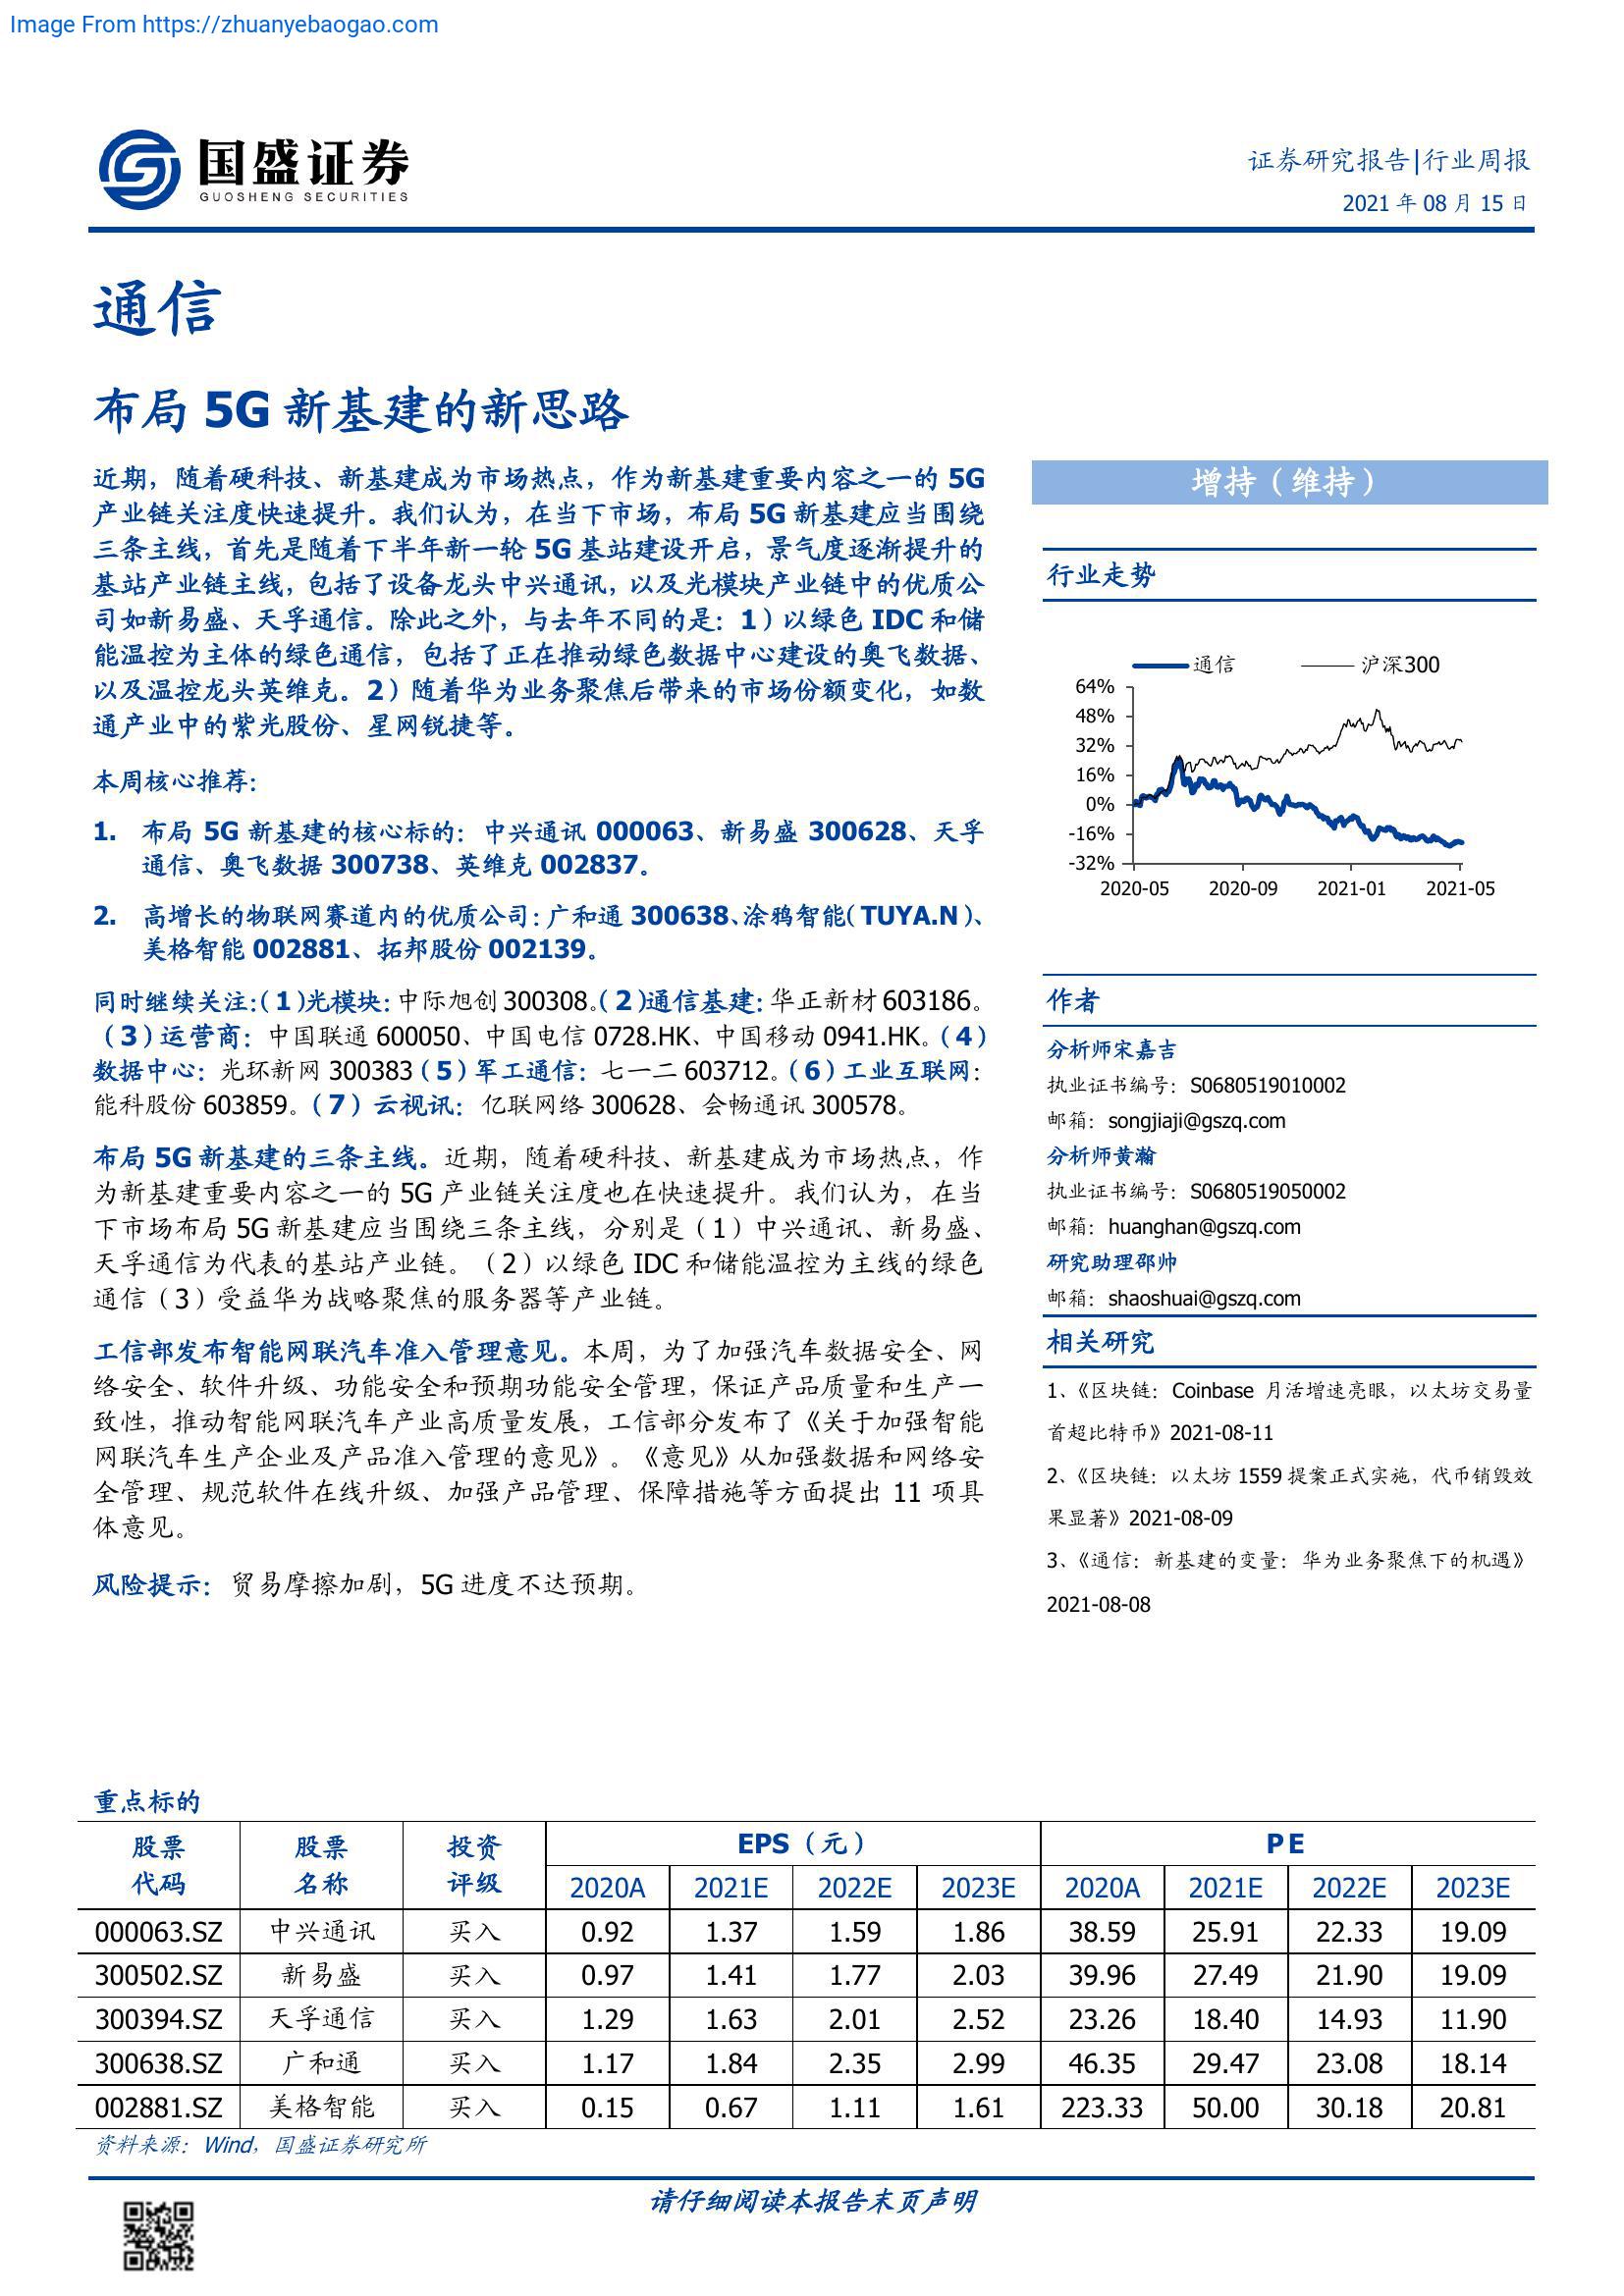 Image From https://zhuanyebaogao.com
国盛证券
GUOSHENG SECURITIES
证券研究报告|行业周报
2021 年 08 月 15 日
通信
布局 5G 新基建的新思路
近期，随着硬科技、新基建成为市场热点，作为新基建重要内容之一的 5G
产业链关注度快速提升。我们认为，在当下市场，布局 5G 新基建应当围绕
三条主线，首先是随着下半年新一轮 5G 基站建设开启，景气度逐渐提升的
基站产业链主线，包括了设备龙头中兴通讯，以及光模块产业链中的优质公
司如新易盛、天孚通信。除此之外，与去年不同的是：1）以绿色 IDC 和储
能温控为主体的绿色通信，包括了正在推动绿色数据中心建设的奥飞数据、
以及温控龙头英维克。2）随着华为业务聚焦后带来的市场份额变化，如数
通产业中的紫光股份、星网锐捷等。
本周核心推荐：
1. 布局 5G 新基建的核心标的：中兴通讯 000063、新易盛 300628、天孚
通信、奥飞数据 300738、英维克 002837。
2. 高增长的物联网赛道内的优质公司：广和通 300638、涂鸦智能（TUYA.N）、
美格智能 002881、拓邦股份 002139。
同时继续关注：（1）光模块：中际旭创 300308。（2）通信基建：华正新材 603186。
（3）运营商：中国联通 600050、中国电信 0728.HK、中国移动 0941.HK。（4）
数据中心：光环新网 300383（5）军工通信：七一二 603712。（6）工业互联网：
能科股份 603859。（7）云视讯：亿联网络 300628、会畅通讯 300578。
布局 5G 新基建的三条主线。近期，随着硬科技、新基建成为市场热点，作
为新基建重要内容之一的 5G 产业链关注度也在快速提升。我们认为，在当
下市场布局 5G 新基建应当围绕三条主线，分别是（1）中兴通讯、新易盛、
天孚通信为代表的基站产业链。（2）以绿色 IDC 和储能温控为主线的绿色
通信（3）受益华为战略聚焦的服务器等产业链。
工信部发布智能网联汽车准入管理意见。本周，为了加强汽车数据安全、网
络安全、软件升级、功能安全和预期功能安全管理，保证产品质量和生产一
致性，推动智能网联汽车产业高质量发展，工信部分发布了《关于加强智能
网联汽车生产企业及产品准入管理的意见》。《意见》从加强数据和网络安
全管理、规范软件在线升级、加强产品管理、保障措施等方面提出 11 项具
体意见。
风险提示：贸易摩擦加剧，5G 进度不达预期。
增持（维持）
行业走势
通信 沪深300
64%
48%
32%
16%
0%
-16%
-32%
2020-05 2020-09 2021-01 2021-05
作者
分析师宋嘉吉
执业证书编号：S0680519010002
邮箱：songjiaji@gszq.com
分析师黄瀚
执业证书编号：S0680519050002
邮箱：huanghan@gszq.com
研究助理邵帅
邮箱：shaoshuai@gszq.com
相关研究
1、《区块链：Coinbase 月活增速亮眼，以太坊交易量
首超比特币》2021-08-11
2、《区块链：以太坊 1559 提案正式实施，代币销毁效
果显著》2021-08-09
3、《通信：新基建的变量：华为业务聚焦下的机遇》
2021-08-08
重点标的
股票 股票 投资 EPS（元） PE
代码 名称 评级 2020A 2021E 2022E 2023E 2020A 2021E 2022E 2023E
000063.SZ 中兴通讯 买入 0.92 1.37 1.59 1.86 38.59 25.91 22.33 19.09
300502.SZ 新易盛 买入 0.97 1.41 1.77 2.03 39.96 27.49 21.90 19.09
300394.SZ 天孚通信 买入 1.29 1.63 2.01 2.52 23.26 18.40 14.93 11.90
300638.SZ 广和通 买入 1.17 1.84 2.35 2.99 46.35 29.47 23.08 18.14
002881.SZ 美格智能 买入 0.15 0.67 1.11 1.61 223.33 50.00 30.18 20.81
资料来源：Wind，国盛证券研究所
请仔细阅读本报告末页声明